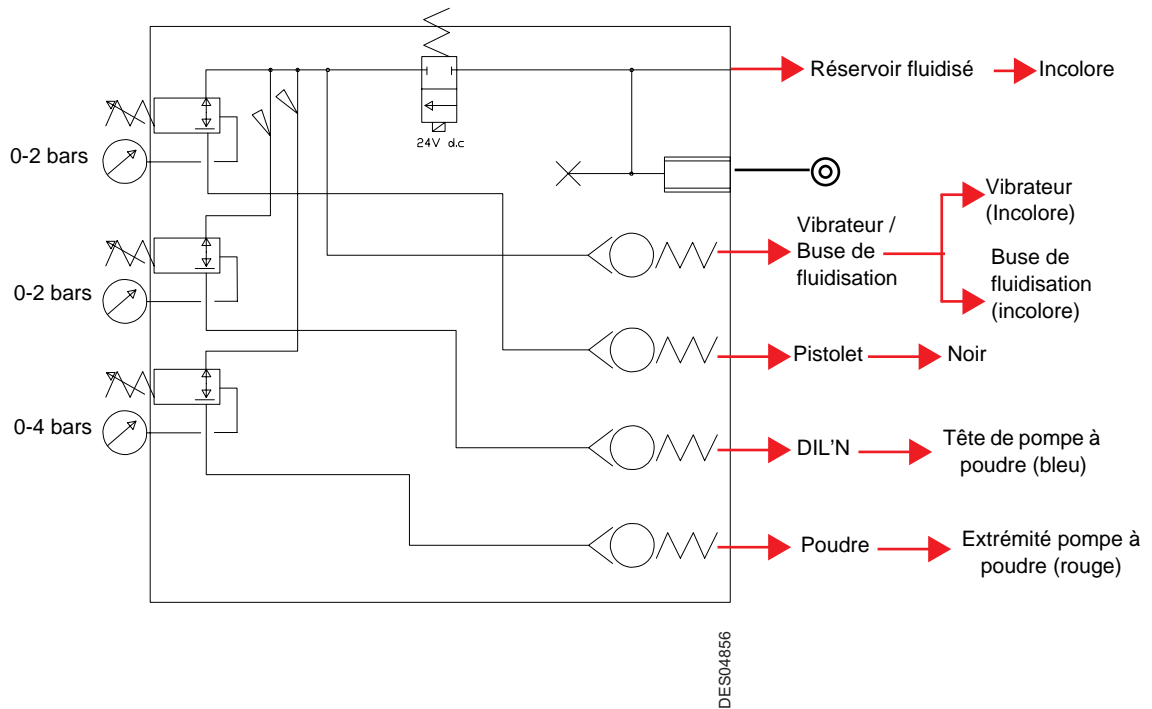 24V d.c
Réservoir fluidisé
Incolore
0-2 bars
Vibrateur /
Buse de
fluidisation
Vibrateur
(Incolore)
Buse de
fluidisation
(incolore)
0-2 bars
Pistolet
Noir
0-4 bars
DIL’N
Tête de pompe à
poudre (bleu)
Poudre
Extrémité pompe à
poudre (rouge)
DES04856